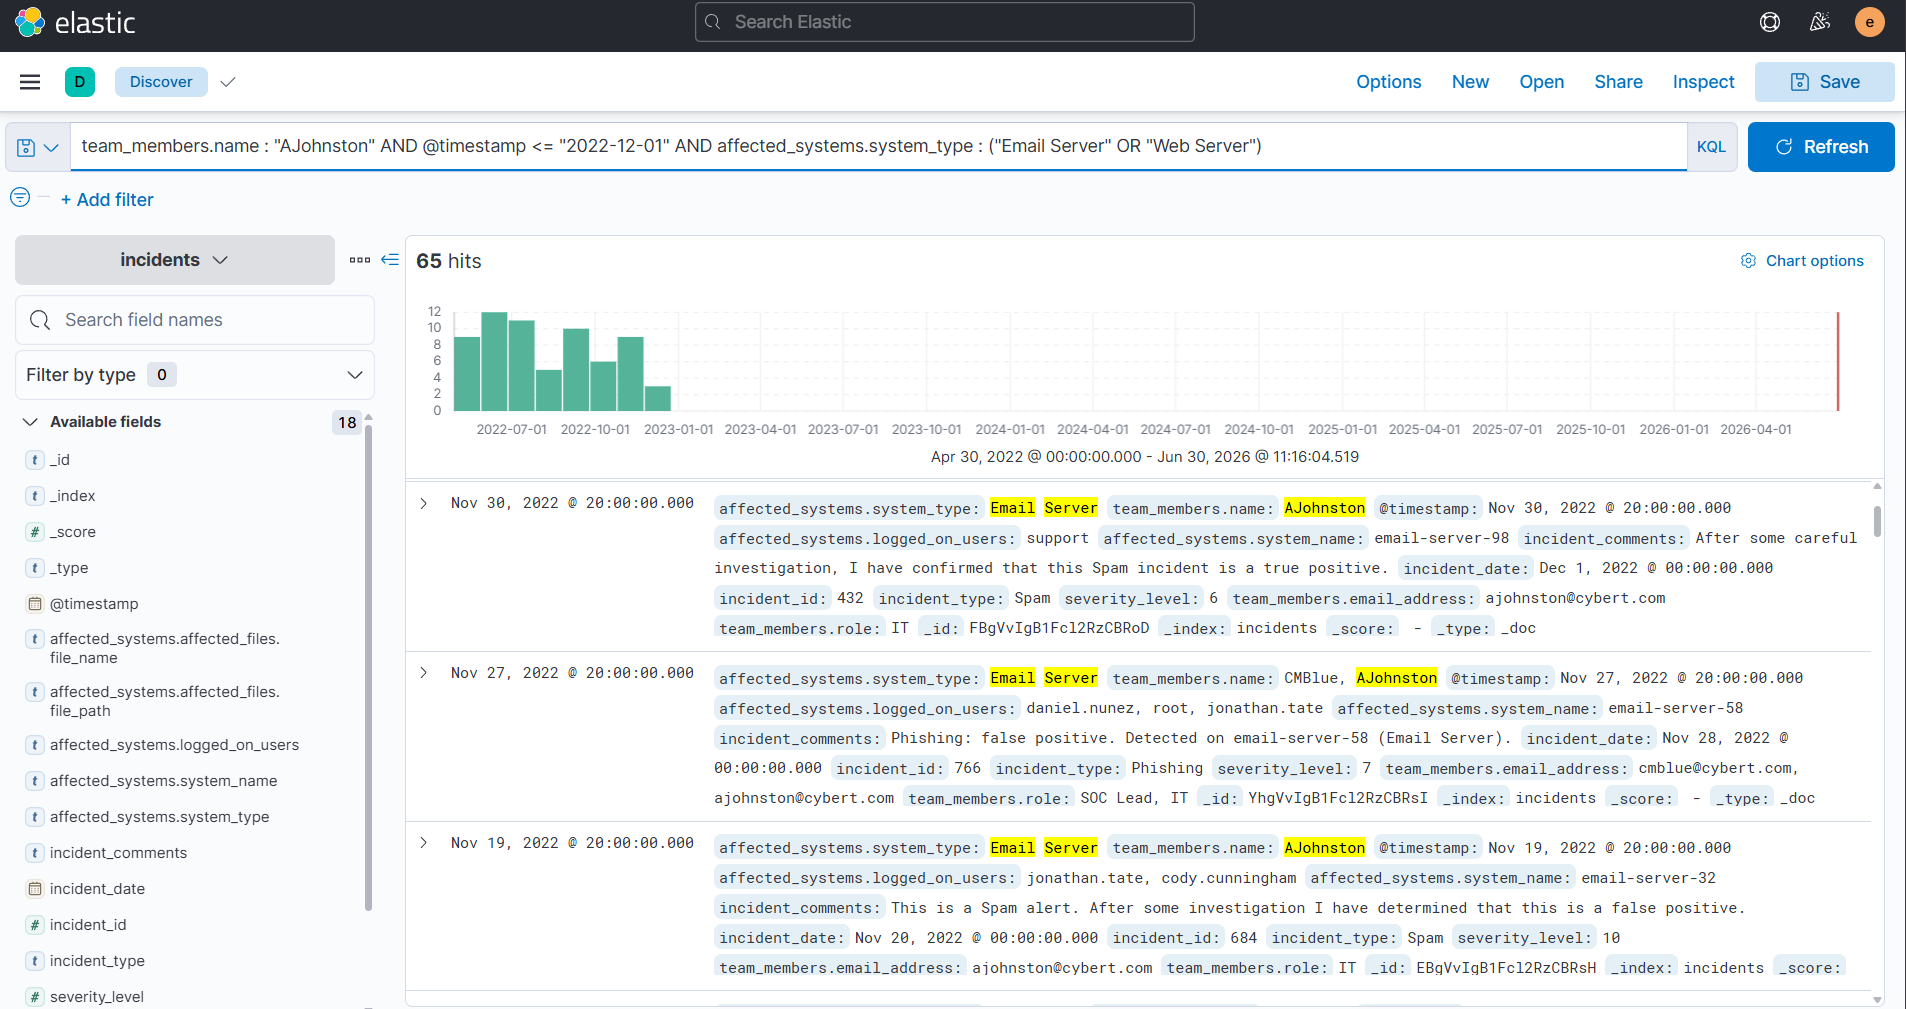 elastic
Search Elastic
e
D
Discover
Options
New
Open
Share
Inspect
Save
team_members.name : "AJohnston" AND @timestamp <= "2022-12-01" AND affected_systems.system_type : ("Email Server" OR "Web Server")
KQL
Refresh
+ Add filter
incidents
Search field names
Filter by type 0
Available fields 18
t _id
t _index
# _score
t _type
@timestamp
t affected_systems.affected_files.
file_name
t affected_systems.affected_files.
file_path
t affected_systems.logged_on_users
t affected_systems.system_name
t affected_systems.system_type
t incident_comments
incident_date
# incident_id
t incident_type
# severity_level
65 hits
Chart options
12
10
8
6
4
2
0
2022-07-01 2022-10-01 2023-01-01 2023-04-01 2023-07-01 2023-10-01 2024-01-01 2024-04-01 2024-07-01 2024-10-01 2025-01-01 2025-04-01 2025-07-01 2025-10-01 2026-01-01 2026-04-01
Apr 30, 2022 @ 00:00:00.000 - Jun 30, 2026 @ 11:16:04.519
Nov 30, 2022 @ 20:00:00.000 affected_systems.system_type: Email Server team_members.name: AJohnston @timestamp: Nov 30, 2022 @ 20:00:00.000
affected_systems.logged_on_users: support affected_systems.system_name: email-server-98 incident_comments: After some careful
investigation, I have confirmed that this Spam incident is a true positive. incident_date: Dec 1, 2022 @ 00:00:00.000
incident_id: 432 incident_type: Spam severity_level: 6 team_members.email_address: ajohnston@cybert.com
team_members.role: IT _id: FBgVvIgB1Fcl2RzCBRoD _index: incidents _score: - _type: _doc
Nov 27, 2022 @ 20:00:00.000 affected_systems.system_type: Email Server team_members.name: CMBlue, AJohnston @timestamp: Nov 27, 2022 @ 20:00:00.000
affected_systems.logged_on_users: daniel.nunez, root, jonathan.tate affected_systems.system_name: email-server-58
incident_comments: Phishing: false positive. Detected on email-server-58 (Email Server). incident_date: Nov 28, 2022 @
00:00:00.000 incident_id: 766 incident_type: Phishing severity_level: 7 team_members.email_address: cmblue@cybert.com,
ajohnston@cybert.com team_members.role: SOC Lead, IT _id: YhgVvIgB1Fcl2RzCBRsI _index: incidents _score: - _type: _doc
Nov 19, 2022 @ 20:00:00.000 affected_systems.system_type: Email Server team_members.name: AJohnston @timestamp: Nov 19, 2022 @ 20:00:00.000
affected_systems.logged_on_users: jonathan.tate, cody.cunningham affected_systems.system_name: email-server-32
incident_comments: This is a Spam alert. After some investigation I have determined that this is a false positive.
incident_date: Nov 20, 2022 @ 00:00:00.000 incident_id: 684 incident_type: Spam severity_level: 10
team_members.email_address: ajohnston@cybert.com team_members.role: IT _id: EBgVvIgB1Fcl2RzCBRsH _index: incidents _score: